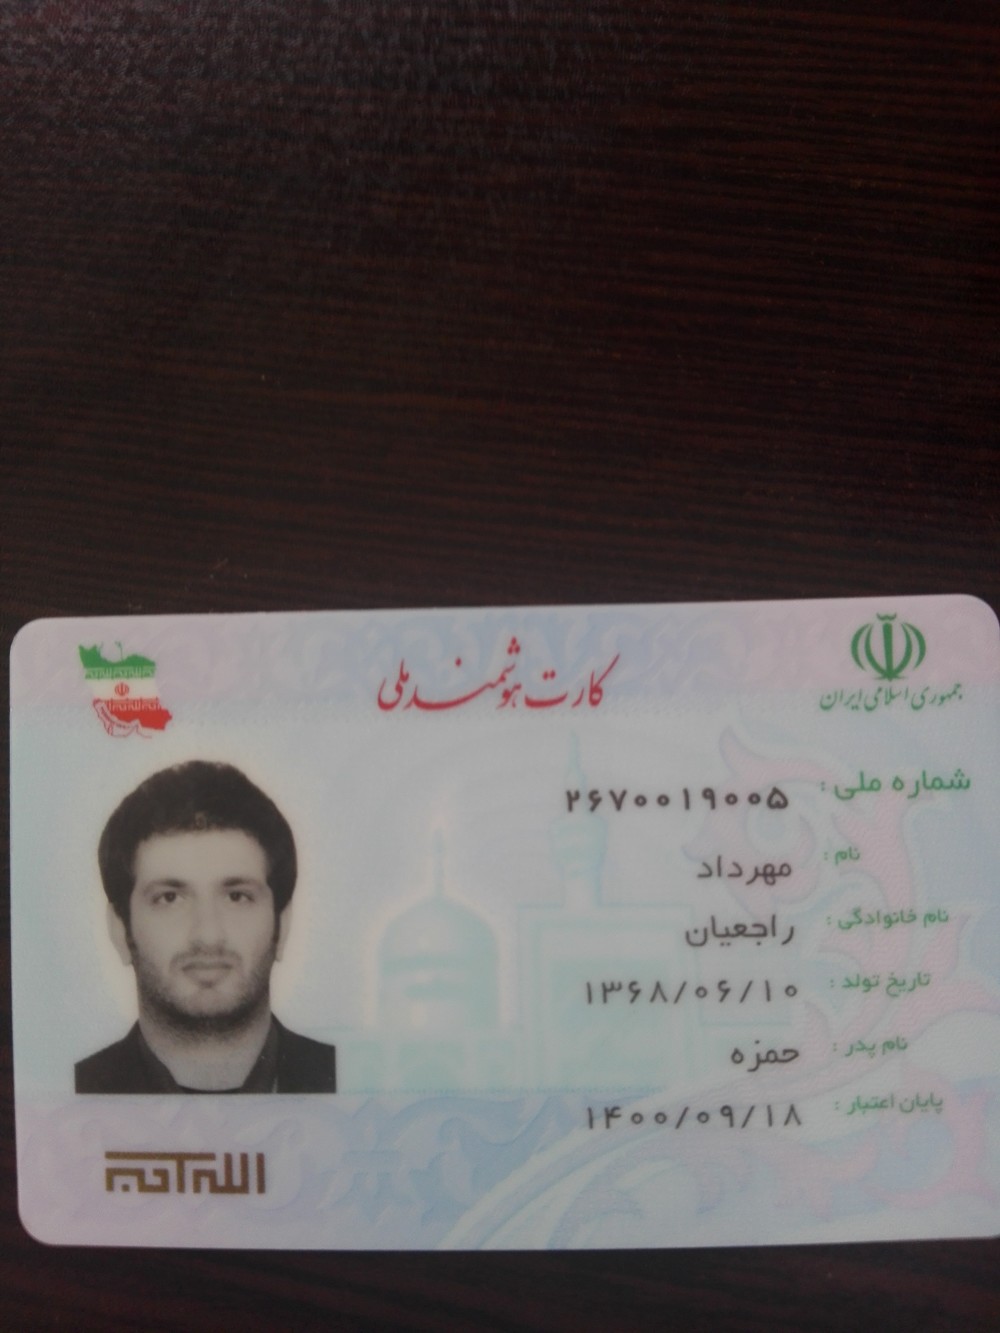 جمهوری اسلامی ایران
کارت هوشمند ملی
شماره ملی: ۲۶۷۰۰۱۹۰۰۵
نام: مهرداد
نام خانوادگی: راجعیان
تاریخ تولد: ۱۳۶۸/۰۶/۱۰
نام پدر: حمزه
پایان اعتبار: ۱۴۰۰/۰۹/۱۸
الله اکبر